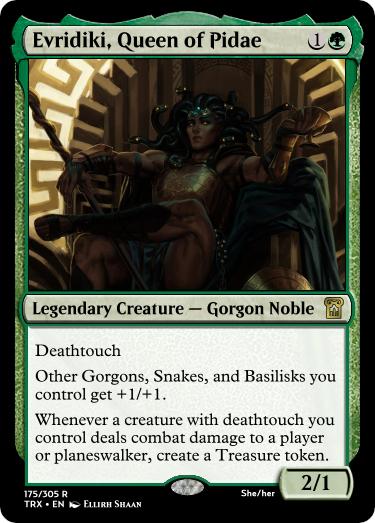 Evridiki, Queen of Pidae 1
Legendary Creature — Gorgon Noble
Deathtouch
Other Gorgons, Snakes, and Basilisks you
control get +1/+1.
Whenever a creature with deathtouch you
control deals combat damage to a player
or planeswalker, create a Treasure token.
2/1
175/305 R She/her
TRX • EN Ellirh Shaan